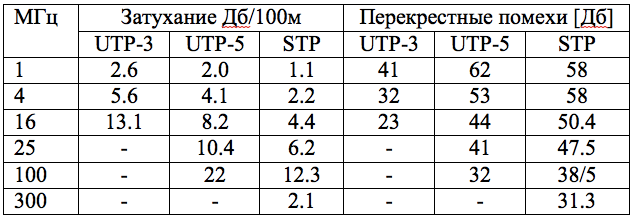 МГц Затухание Дб/100м Перекрестные помехи [Дб]
UTP-3 UTP-5 STP UTP-3 UTP-5 STP
1 2.6 2.0 1.1 41 62 58
4 5.6 4.1 2.2 32 53 58
16 13.1 8.2 4.4 23 44 50.4
25 - 10.4 6.2 - 41 47.5
100 - 22 12.3 - 32 38/5
300 - - 2.1 - - 31.3